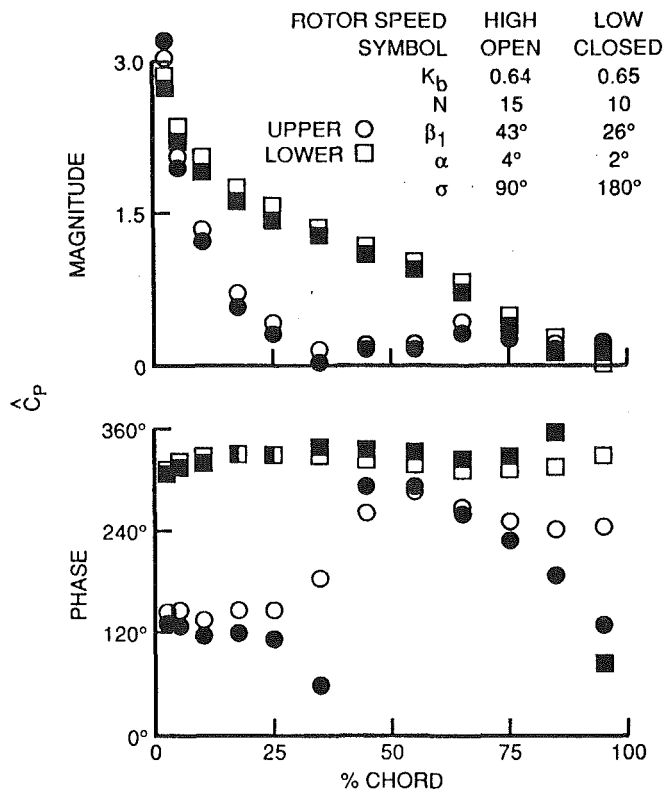 ROTOR SPEED HIGH LOW
SYMBOL OPEN CLOSED
K_b 0.64 0.65
N 15 10
β₁ 43° 26°
α 4° 2°
σ 90° 180°
UPPER ○
LOWER □
3.0
1.5
0
MAGNITUDE
Ĉ_P
360°
240°
120°
0°
PHASE
0 25 50 75 100
% CHORD